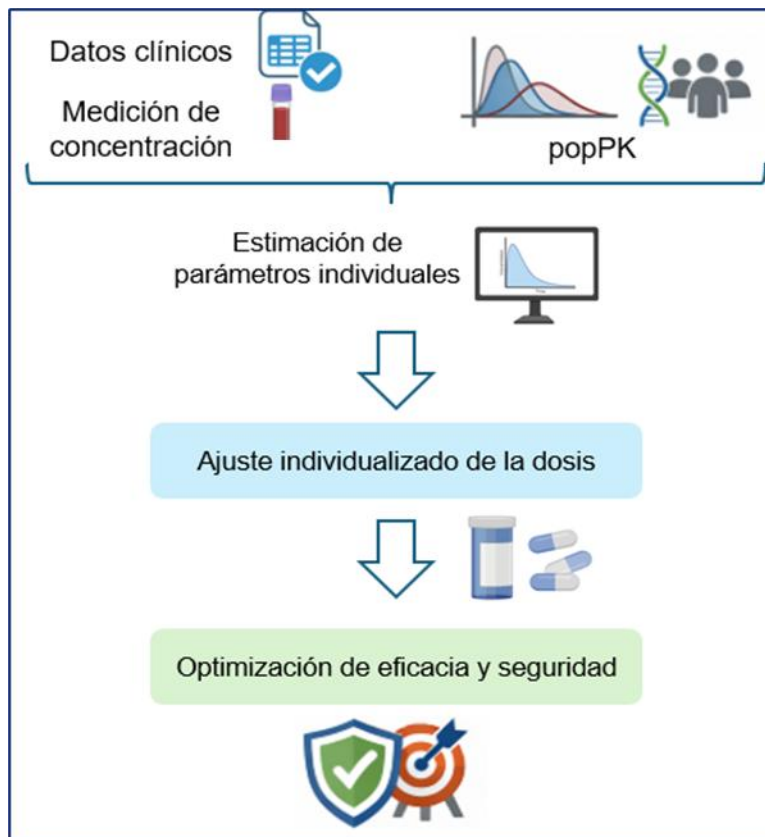 Datos clínicos
Medición de
concentración
popPK
Estimación de
parámetros individuales
Ajuste individualizado de la dosis
Optimización de eficacia y seguridad